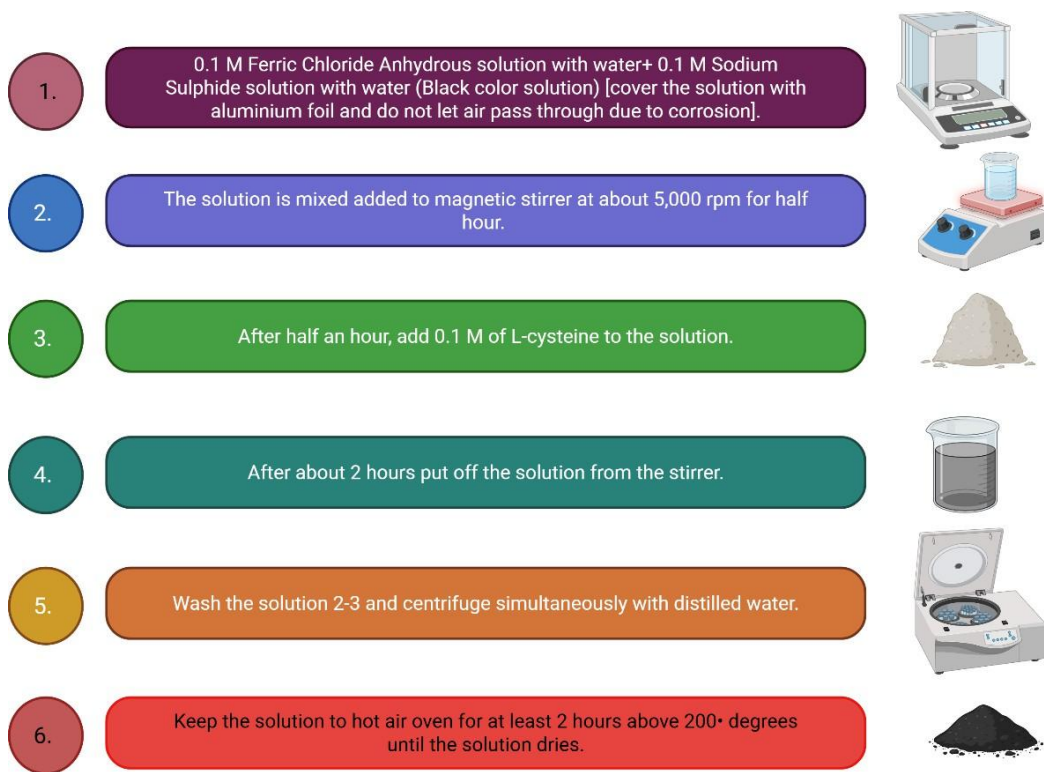 1.
0.1 M Ferric Chloride Anhydrous solution with water+ 0.1 M Sodium
Sulphide solution with water (Black color solution) [cover the solution with
aluminium foil and do not let air pass through due to corrosion].
2.
The solution is mixed added to magnetic stirrer at about 5,000 rpm for half
hour.
3.
After half an hour, add 0.1 M of L-cysteine to the solution.
4.
After about 2 hours put off the solution from the stirrer.
5.
Wash the solution 2-3 and centrifuge simultaneously with distilled water.
6.
Keep the solution to hot air oven for at least 2 hours above 200• degrees
until the solution dries.